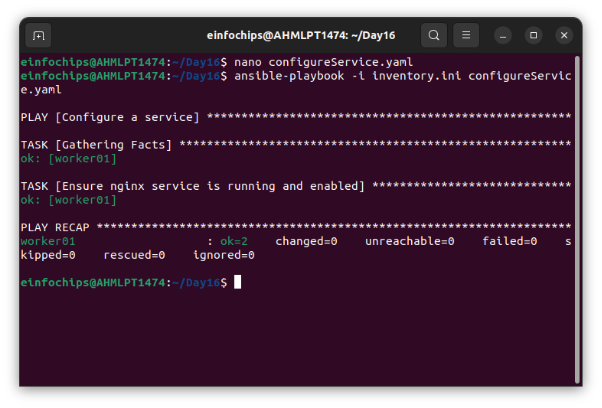 einfochips@AHMLPT1474: ~/Day16
einfochips@AHMLPT1474:~/Day16$ nano configureService.yaml
einfochips@AHMLPT1474:~/Day16$ ansible-playbook -i inventory.ini configureServic
e.yaml
PLAY [Configure a service] ******************************************************
TASK [Gathering Facts] **********************************************************
ok: [worker01]
TASK [Ensure nginx service is running and enabled] ******************************
ok: [worker01]
PLAY RECAP **********************************************************************
worker01                   : ok=2    changed=0    unreachable=0    failed=0    s
kipped=0    rescued=0    ignored=0
einfochips@AHMLPT1474:~/Day16$